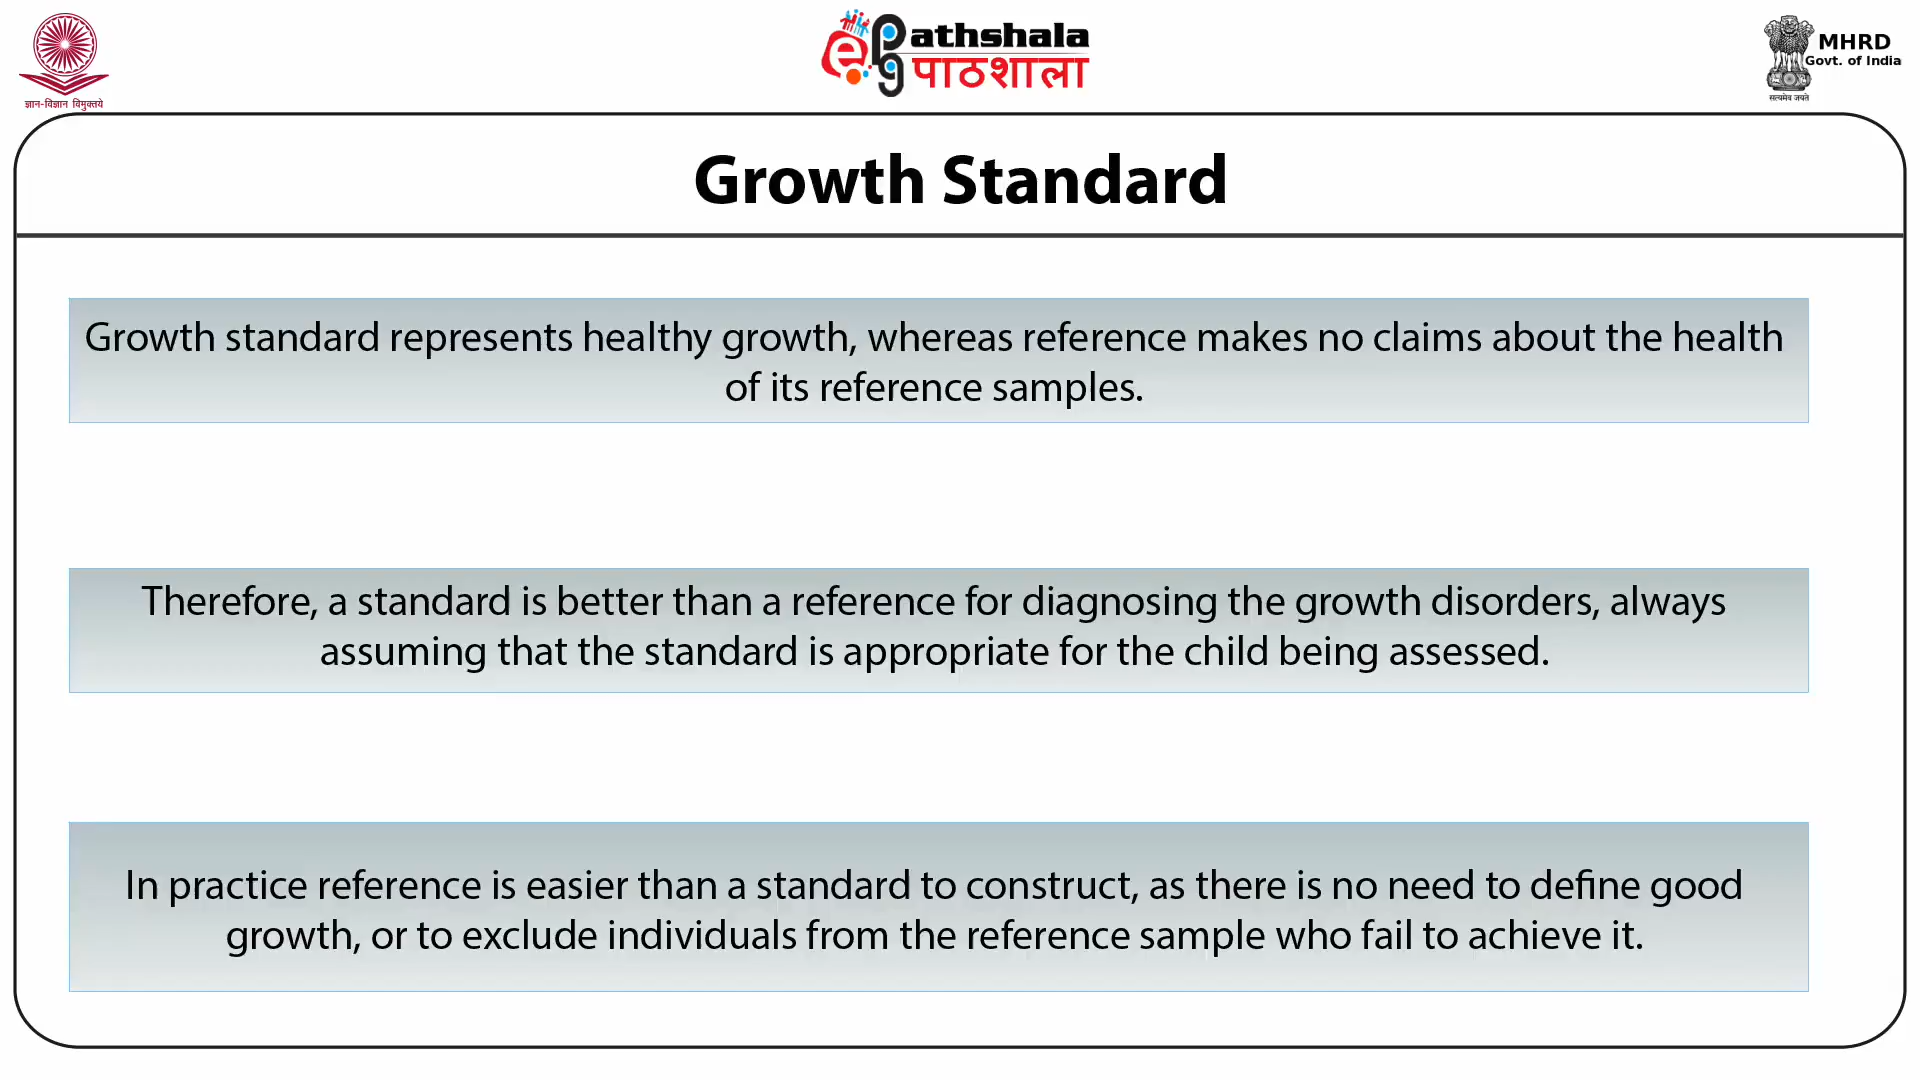 ज्ञान-विज्ञान विमुक्तये
ePathshala
पाठशाला
MHRD
Govt. of India
सत्यमेव जयते
Growth Standard
Growth standard represents healthy growth, whereas reference makes no claims about the health
of its reference samples.
Therefore, a standard is better than a reference for diagnosing the growth disorders, always
assuming that the standard is appropriate for the child being assessed.
In practice reference is easier than a standard to construct, as there is no need to define good
growth, or to exclude individuals from the reference sample who fail to achieve it.